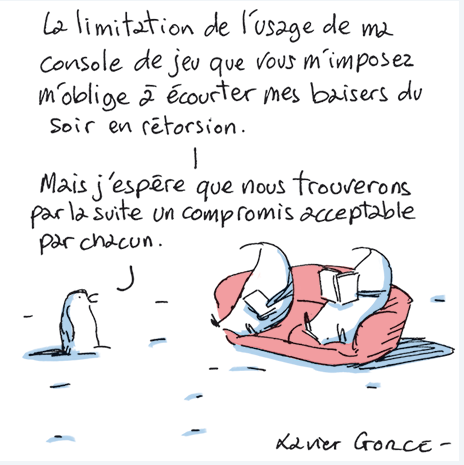 La limitation de l'usage de ma
console de jeu que vous m'imposez
m'oblige à écourter mes baisers du
soir en rétorsion.
Mais j'espère que nous trouverons
par la suite un compromis acceptable
par chacun.
Xavier GORCE